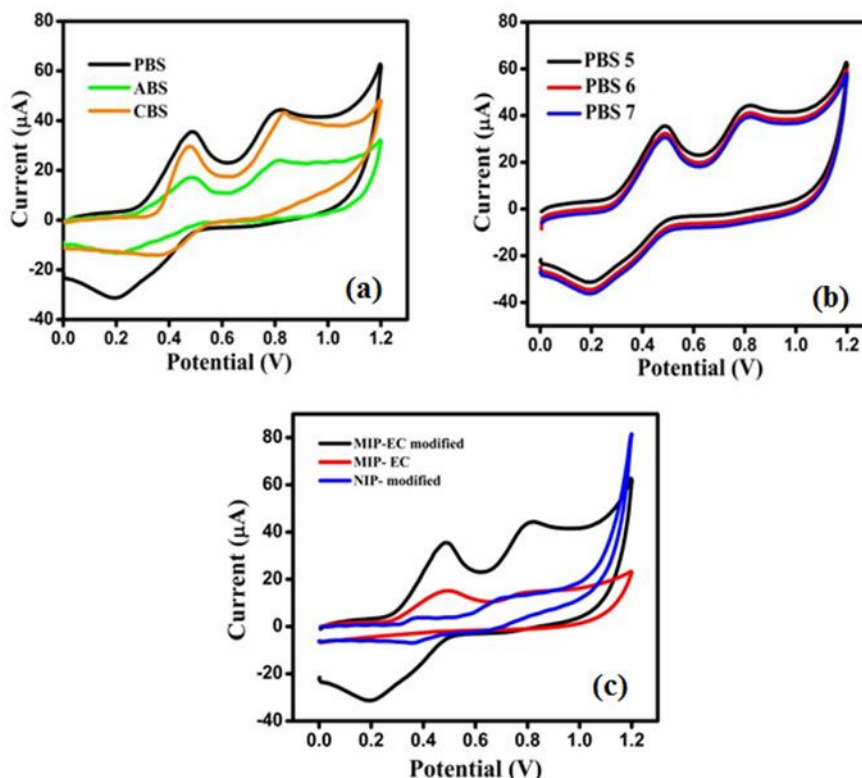 80
60
40
20
0
-20
-40
Current (µA)
PBS
ABS
CBS
(a)
0.0 0.2 0.4 0.6 0.8 1.0 1.2
Potential (V)
80
60
40
20
0
-20
-40
Current (µA)
PBS 5
PBS 6
PBS 7
(b)
0.0 0.2 0.4 0.6 0.8 1.0 1.2
Potential (V)
80
60
40
20
0
-20
-40
Current (µA)
MIP-EC modified
MIP- EC
NIP- modified
(c)
0.0 0.2 0.4 0.6 0.8 1.0 1.2
Potential (V)